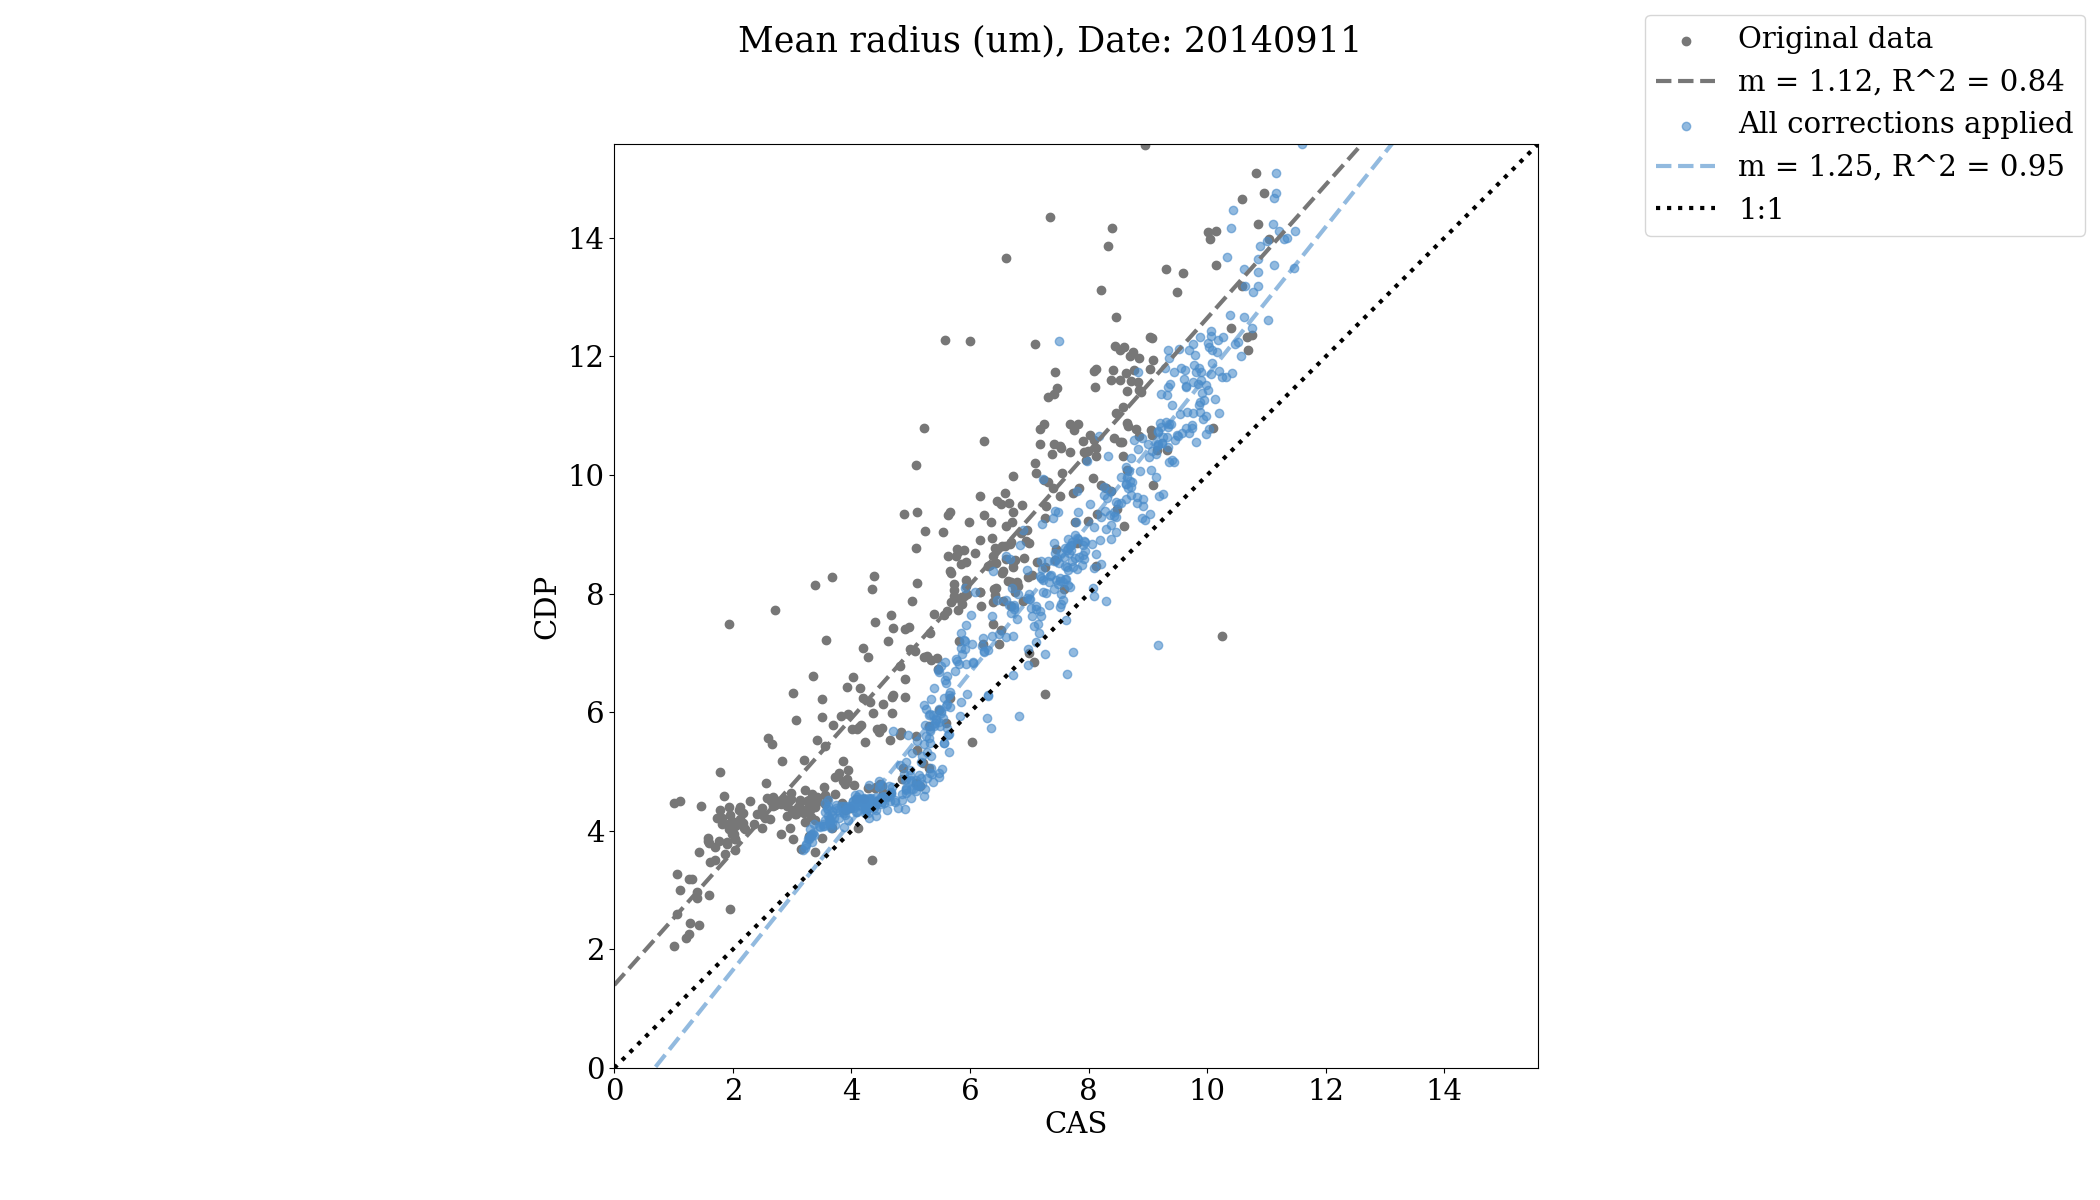 Mean radius (um), Date: 20140911
Original data
m = 1.12, R^2 = 0.84
All corrections applied
m = 1.25, R^2 = 0.95
1:1
14
12
10
8
6
4
2
0
CDP
0 2 4 6 8 10 12 14
CAS